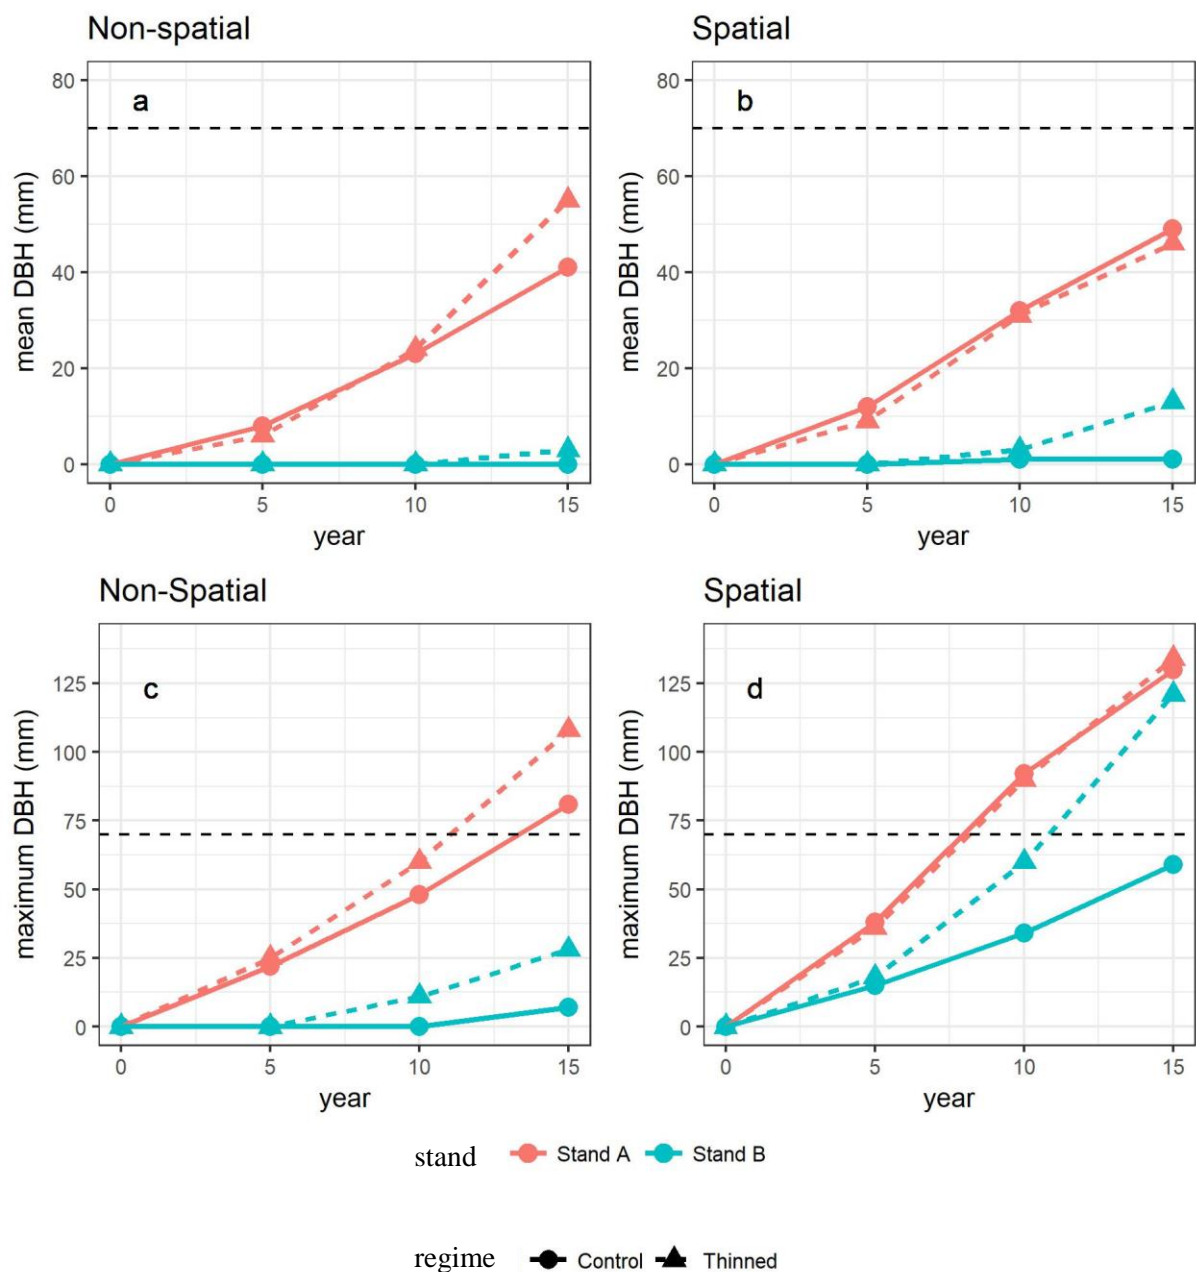 Non-spatial
Spatial
80
60
40
20
0
mean DBH (mm)
a
0 5 10 15
year
80
60
40
20
0
mean DBH (mm)
b
0 5 10 15
year
Non-Spatial
Spatial
125
100
75
50
25
0
maximum DBH (mm)
c
0 5 10 15
year
125
100
75
50
25
0
maximum DBH (mm)
d
0 5 10 15
year
stand Stand A Stand B
regime Control Thinned